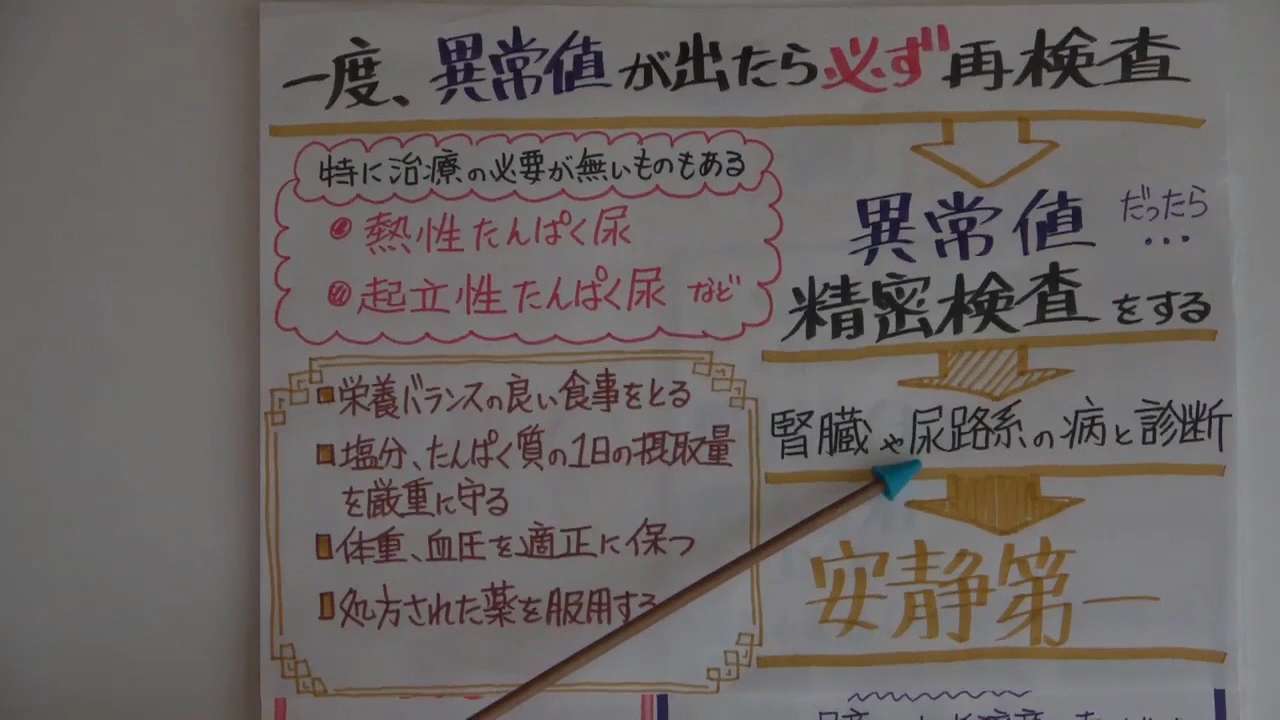 一度、異常値が出たら必ず再検査
特に治療の必要が無いものもある
熱性たんぱく尿
起立性たんぱく尿 など
異常値 だったら...
精密検査をする
腎臓や尿路系の病と診断
安静第一
■栄養バランスの良い食事をとる
■塩分、たんぱく質の1日の摂取量
を厳重に守る
■体重、血圧を適正に保つ
■処方された薬を服用する